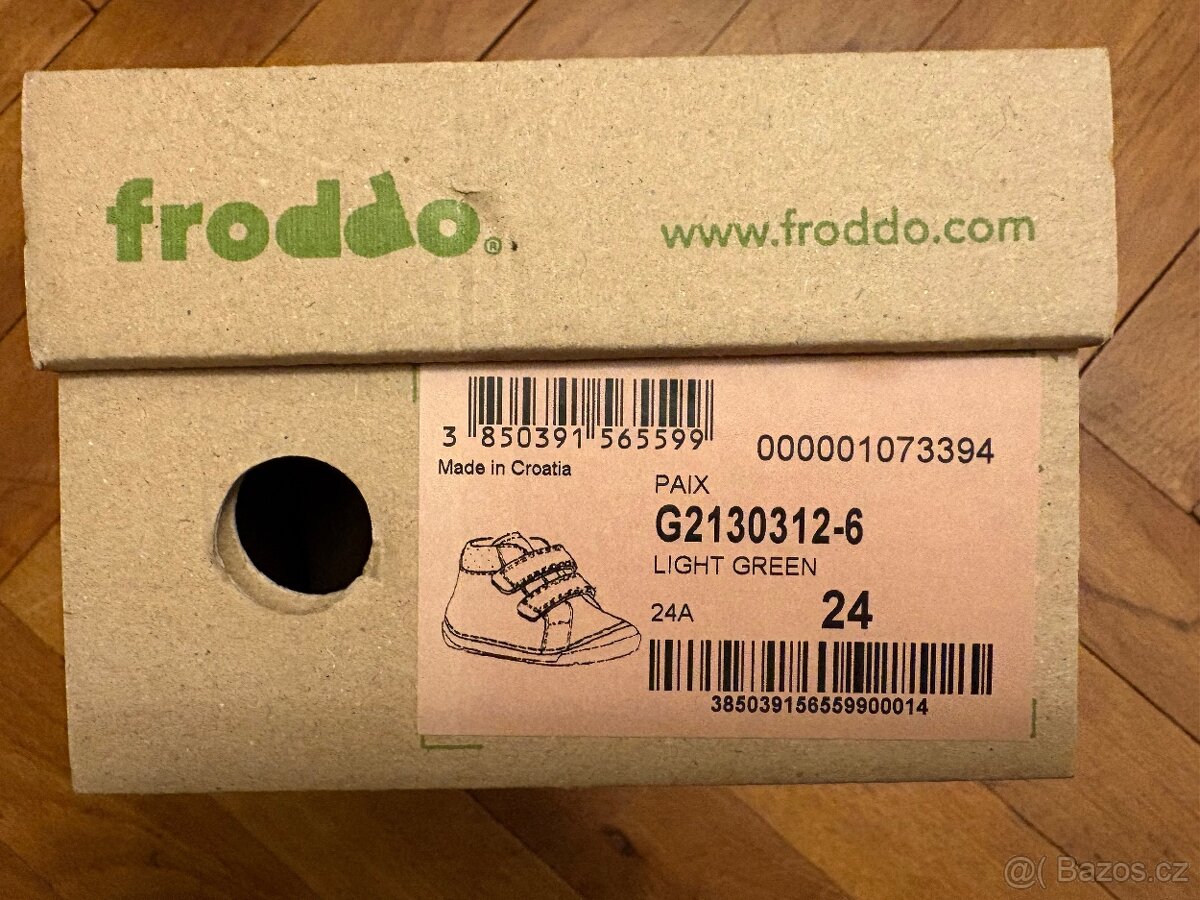 froddo®
www.froddo.com
3 850391 565599
000001073394
Made in Croatia
PAIX
G2130312-6
LIGHT GREEN
24A 24
385039156559900014
@( Bazos.cz